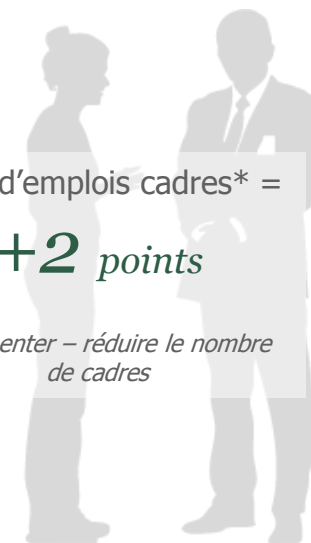 d'emplois cadres* =
+2 points
enter – réduire le nombre
de cadres